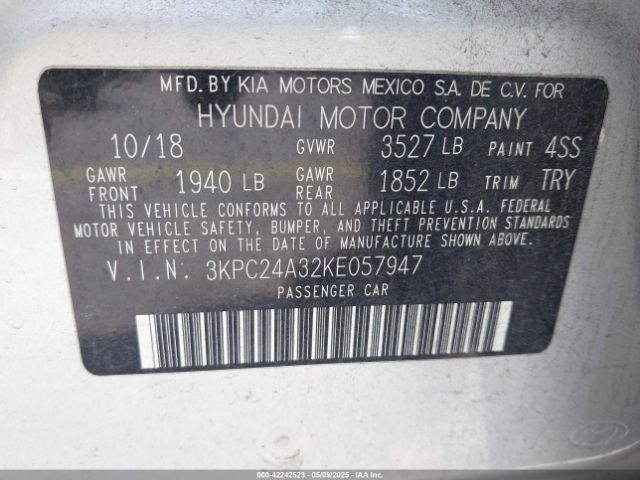 MFD. BY KIA MOTORS MEXICO S.A. DE C.V. FOR
HYUNDAI MOTOR COMPANY
10/18 GVWR 3527 LB PAINT 4SS
GAWR FRONT 1940 LB GAWR REAR 1852 LB TRIM TRY
THIS VEHICLE CONFORMS TO ALL APPLICABLE U.S.A. FEDERAL
MOTOR VEHICLE SAFETY, BUMPER, AND THEFT PREVENTION STANDARDS
IN EFFECT ON THE DATE OF MANUFACTURE SHOWN ABOVE.
V.I.N. 3KPC24A32KE057947
PASSENGER CAR
000-42242523 | 05/09/2025 | Copyright © IAA, LLC